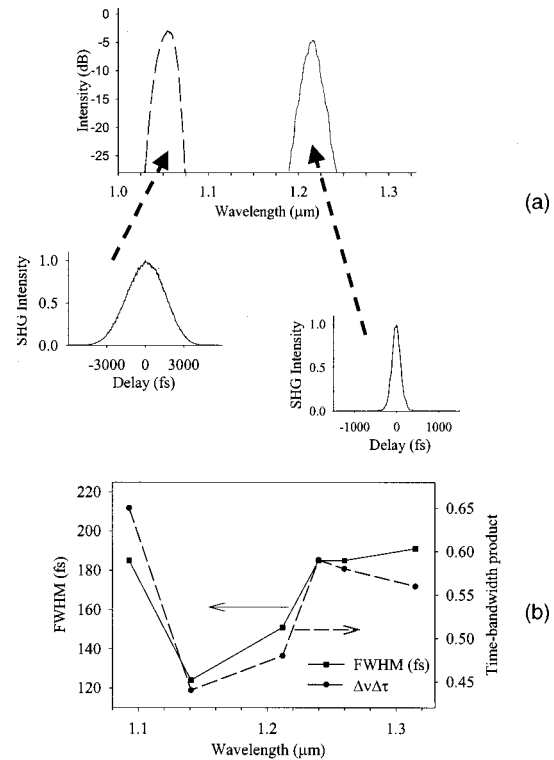 0
-5
-10
-15
-20
-25
Intensity (dB)
1.0
1.1
1.2
1.3
Wavelength (μm)
(a)
1.0
0.5
0.0
SHG Intensity
-3000
0
3000
Delay (fs)
1.0
0.5
0.0
SHG Intensity
-1000
0
1000
Delay (fs)
220
200
180
160
140
120
FWHM (fs)
0.65
0.60
0.55
0.50
0.45
Time-bandwidth product
FWHM (fs)
ΔνΔτ
1.1
1.2
1.3
Wavelength (μm)
(b)